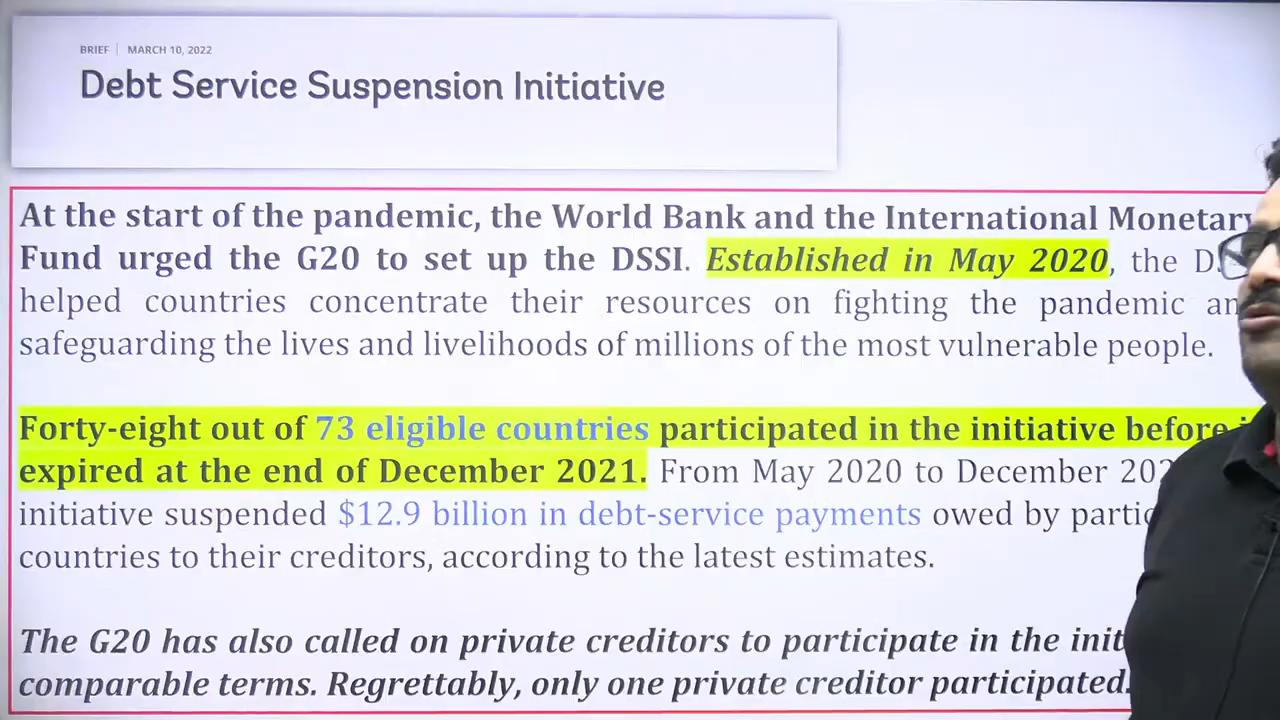 BRIEF | MARCH 10, 2022
Debt Service Suspension Initiative
At the start of the pandemic, the World Bank and the International Monetary
Fund urged the G20 to set up the DSSI. Established in May 2020, the
helped countries concentrate their resources on fighting the pandemic
safeguarding the lives and livelihoods of millions of the most vulnerable people.
Forty-eight out of 73 eligible countries participated in the initiative before
expired at the end of December 2021. From May 2020 to December
initiative suspended $12.9 billion in debt-service payments owed by
countries to their creditors, according to the latest estimates.
The G20 has also called on private creditors to participate in the
comparable terms. Regrettably, only one private creditor participated.